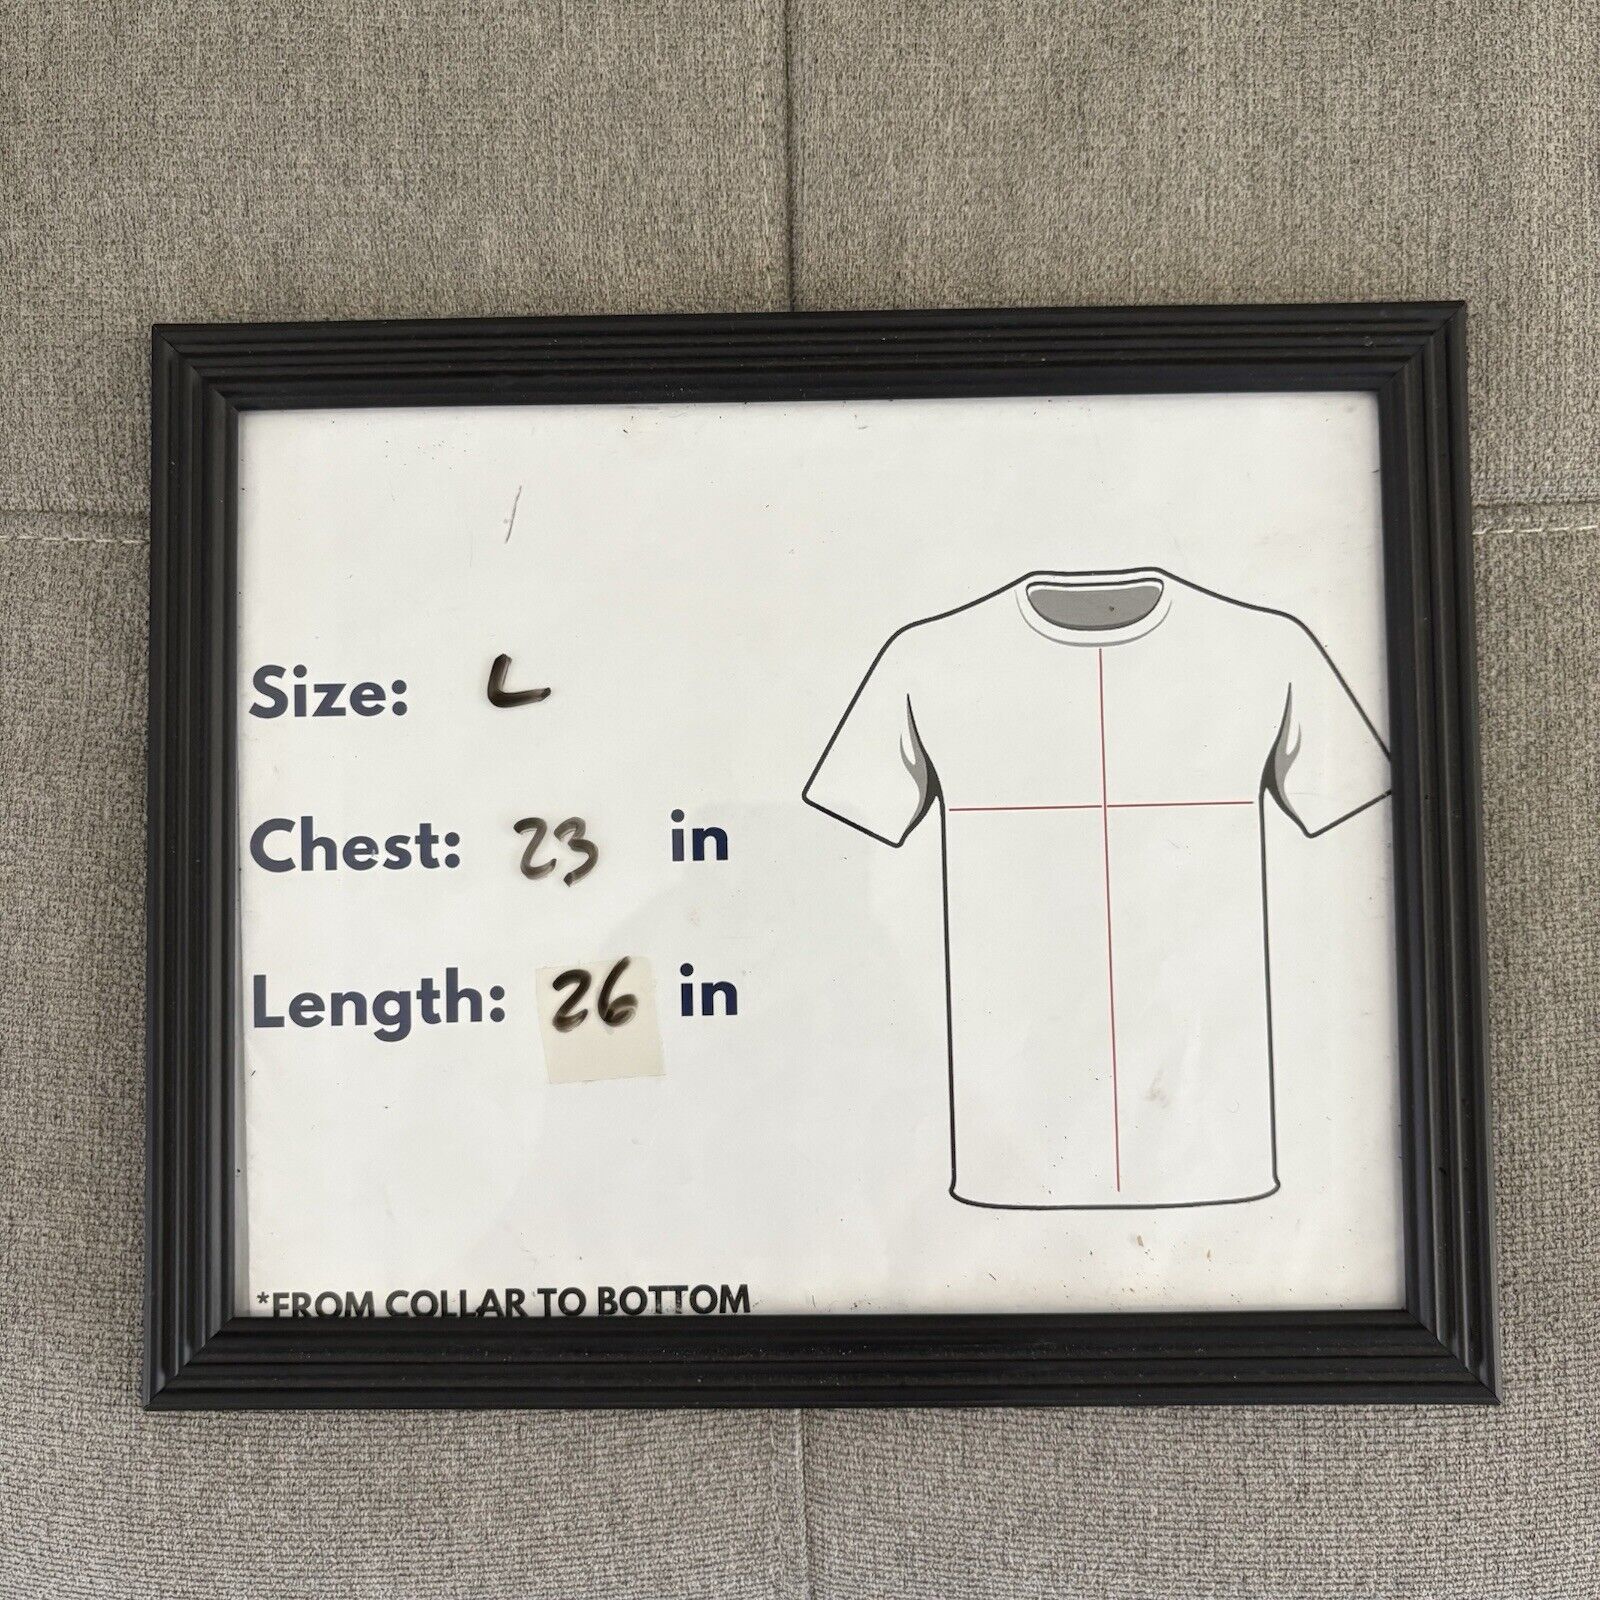 Size: L
Chest: 23 in
Length: 26 in
*FROM COLLAR TO BOTTOM